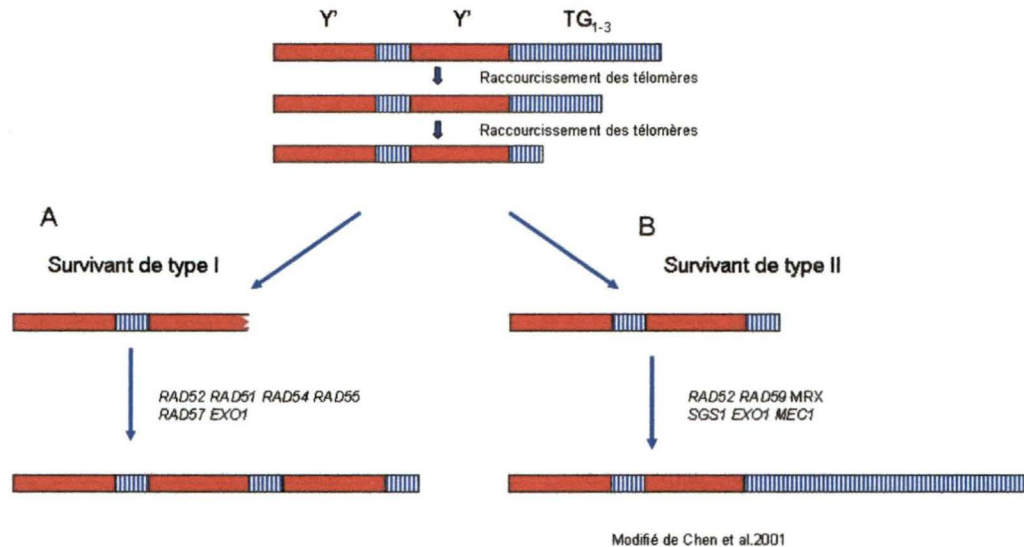 Y' Y' TG1-3
Raccourcissement des télomères
Raccourcissement des télomères
A
Survivant de type I
RAD52 RAD51 RAD54 RAD55
RAD57 EXO1
B
Survivant de type II
RAD52 RAD59 MRX
SGS1 EXO1 MEC1
Modifié de Chen et al.2001